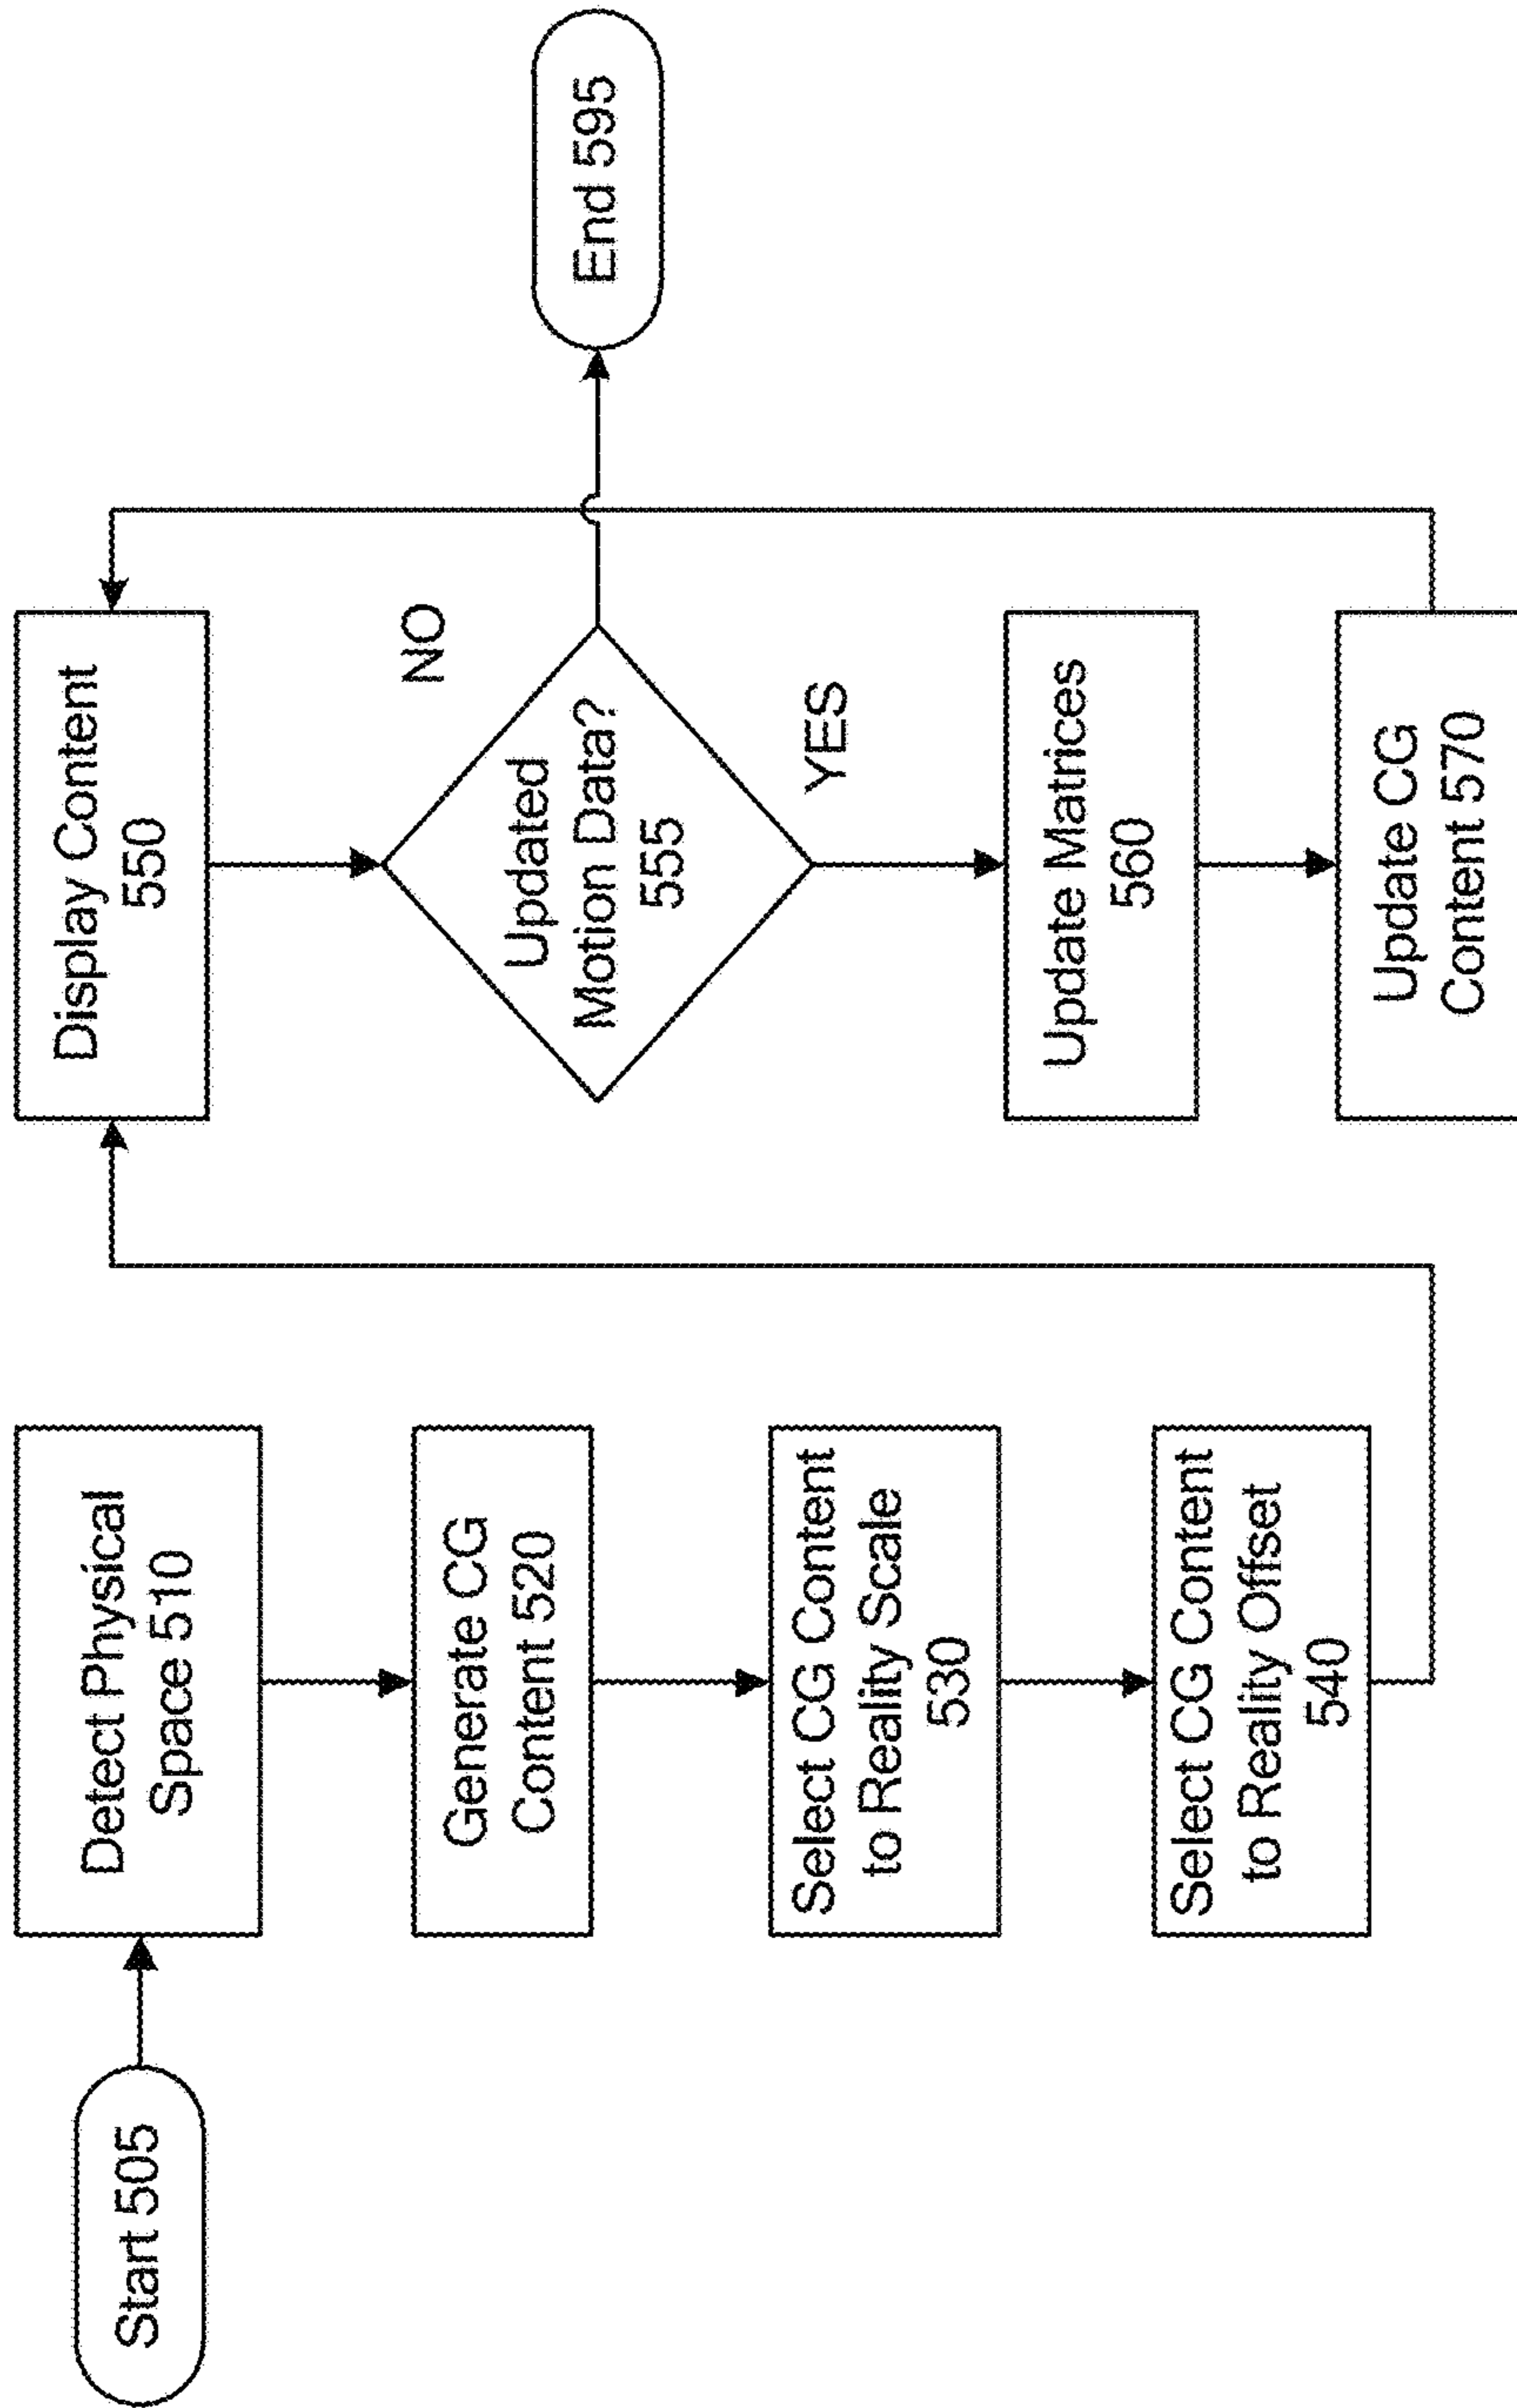 Start 505
Detect Physical
Space 510
Generate CG
Content 520
Select CG Content
to Reality Scale
530
Select CG Content
to Reality Offset
540
Display Content
550
Updated
Motion Data?
555
NO
YES
Update Matrices
560
Update CG
Content 570
End 595